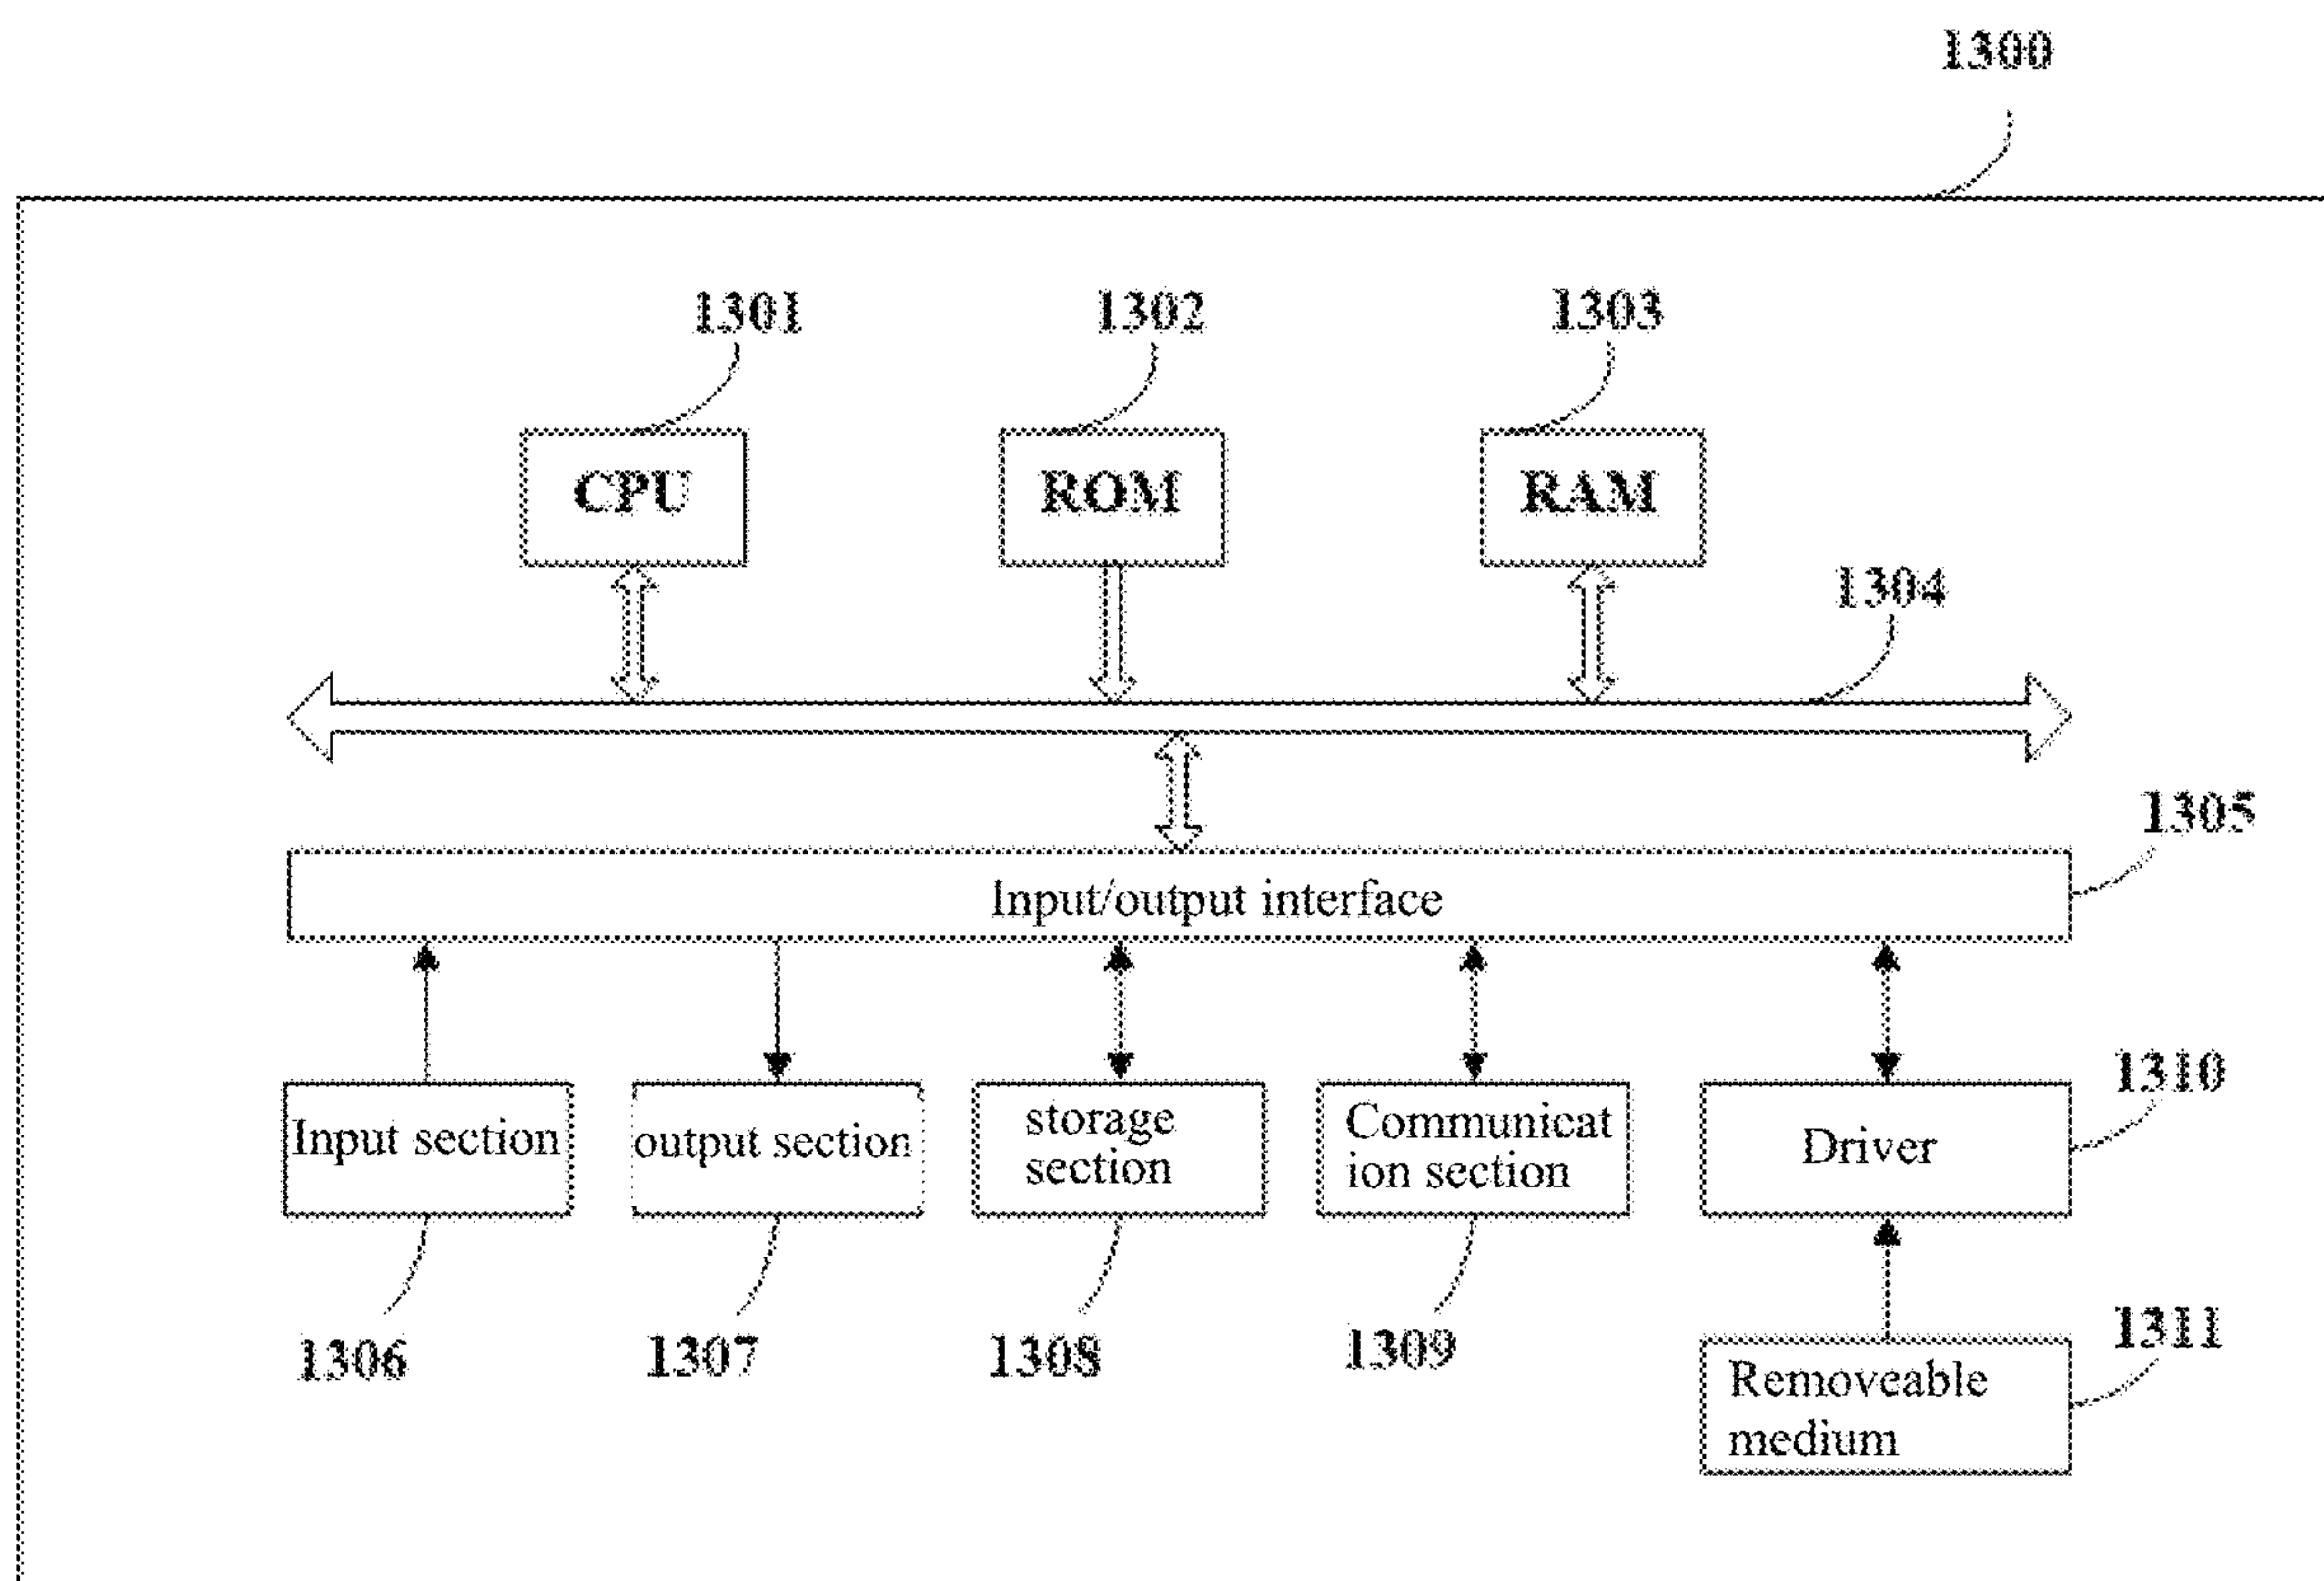 1300
1301
1302
1303
CPU
ROM
RAM
1304
1305
Input/output interface
1310
Input section
output section
storage
section
Communicat
ion section
Driver
1306
1307
1308
1309
1311
Removeable
medium